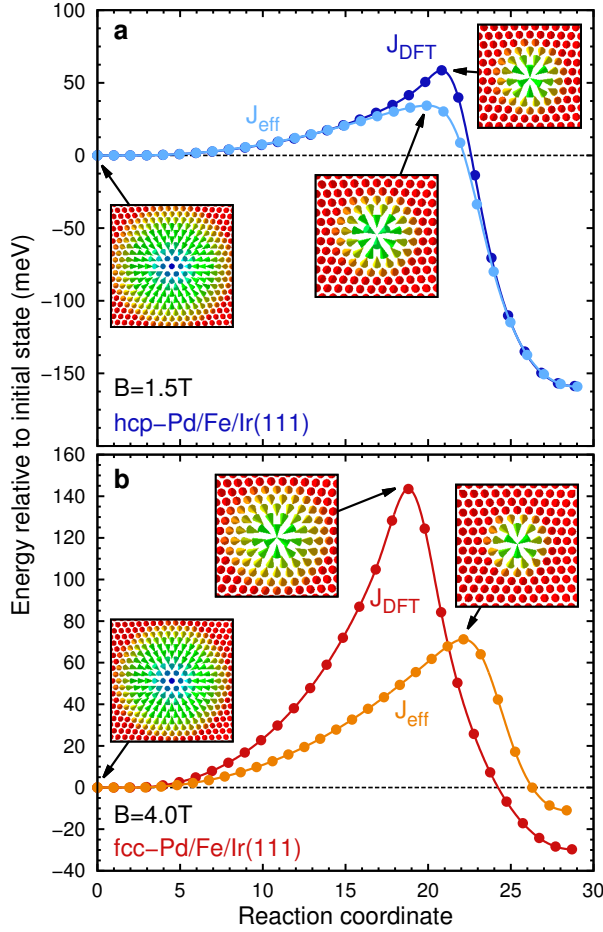 Energy relative to initial state (meV)
100
50
0
−50
−100
−150
a
J_DFT
J_eff
B=1.5T
hcp−Pd/Fe/Ir(111)
160
140
120
100
80
60
40
20
0
−20
−40
b
J_DFT
J_eff
B=4.0T
fcc−Pd/Fe/Ir(111)
0 5 10 15 20 25 30
Reaction coordinate